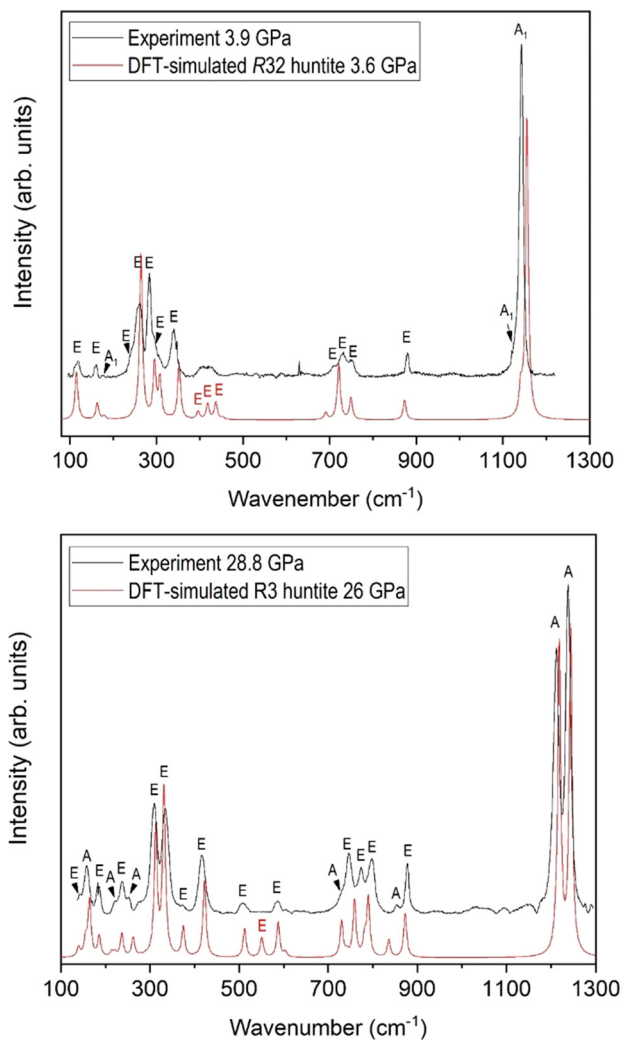 Experiment 3.9 GPa
DFT-simulated R32 huntite 3.6 GPa
A1
E E
E E E E E
E E A1 E E E E A1
E E E
Intensity (arb. units)
100 300 500 700 900 1100 1300
Wavenember (cm-1)
Experiment 28.8 GPa
DFT-simulated R3 huntite 26 GPa
A
A
E E
E E E
E A E A E A E E E A E A E
E
Intensity (arb. units)
100 300 500 700 900 1100 1300
Wavenumber (cm-1)